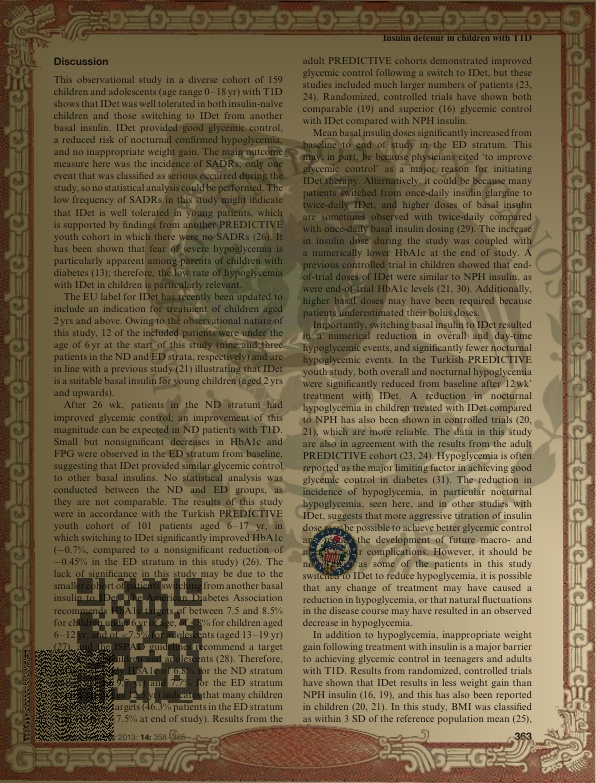 Insulin detemir in children with T1D
Discussion
This observational study in a diverse cohort of 159
children and adolescents (age range 0–18 yr) with T1D
shows that IDet was well tolerated in both insulin-naïve
children and those switching to IDet from another
basal insulin. IDet provided good glycemic control,
a reduced risk of nocturnal confirmed hypoglycemia,
and no inappropriate weight gain. The main outcome
measure here was the incidence of SADRs; only one
event that was classified as serious occurred during the
study, so no statistical analysis could be performed. The
low frequency of SADRs in this study might indicate
that IDet is well tolerated in young patients, which
is supported by findings from another PREDICTIVE
youth cohort in which there were no SADRs (26). It
has been shown that fear of severe hypoglycemia is
particularly apparent among parents of children with
diabetes (13); therefore, the low rate of hypoglycemia
with IDet in children is particularly relevant.
The EU label for IDet has recently been updated to
include an indication for treatment of children aged
2 yrs and above. Owing to the observational nature of
this study, 12 of the included patients were under the
age of 6 yr at the start of this study (nine and three
patients in the ND and ED strata, respectively) and are
in line with a previous study (21) illustrating that IDet
is a suitable basal insulin for young children (aged 2 yrs
and upwards).
After 26 wk, patients in the ND stratum had
improved glycemic control; an improvement of this
magnitude can be expected in ND patients with T1D.
Small but nonsignificant decreases in HbA1c and
FPG were observed in the ED stratum from baseline,
suggesting that IDet provided similar glycemic control
to other basal insulins. No statistical analysis was
conducted between the ND and ED groups, as
they are not comparable. The results of this study
were in accordance with the Turkish PREDICTIVE
youth cohort of 101 patients aged 6–17 yr, in
which switching to IDet significantly improved HbA1c
(−0.7%, compared to a nonsignificant reduction of
−0.45% in the ED stratum in this study) (26). The
lack of significance in this study may be due to the
smaller cohort of patients switching from another basal
insulin to IDet. American Diabetes Association
recommends HbA1c targets of between 7.5 and 8.5%
for children under 6 yr of age, <8% for children aged
6–12 yr, and of <7.5% for adolescents (aged 13–19 yr)
(27), and the ISPAD guidelines recommend a target
adolescents (28). Therefore,
HbA1c of 6.8% for the ND stratum
and 7.7% for the ED stratum
indicate that many children
targets (46.3% patients in the ED stratum
7.5% at end of study). Results from the
adult PREDICTIVE cohorts demonstrated improved
glycemic control following a switch to IDet, but these
studies included much larger numbers of patients (23,
24). Randomized, controlled trials have shown both
comparable (19) and superior (16) glycemic control
with IDet compared with NPH insulin.
Mean basal insulin doses significantly increased from
baseline to end of study in the ED stratum. This
may, in part, be because physicians cited 'to improve
glycemic control' as a major reason for initiating
IDet therapy. Alternatively, it could be because many
patients switched from once-daily insulin glargine to
twice-daily IDet, and higher doses of basal insulin
are sometimes observed with twice-daily compared
with once-daily basal insulin dosing (29). The increase
in insulin dose during the study was coupled with
a numerically lower HbA1c at the end of study. A
previous controlled trial in children showed that end-
of-trial doses of IDet were similar to NPH insulin, as
were end-of-trial HbA1c levels (21, 30). Additionally,
higher basal doses may have been required because
patients underestimated their bolus doses.
Importantly, switching basal insulin to IDet resulted
in a numerical reduction in overall and day-time
hypoglycemic events, and significantly fewer nocturnal
hypoglycemic events. In the Turkish PREDICTIVE
youth study, both overall and nocturnal hypoglycemia
were significantly reduced from baseline after 12 wk'
treatment with IDet. A reduction in nocturnal
hypoglycemia in children treated with IDet compared
to NPH has also been shown in controlled trials (20,
21), which are more reliable. The data in this study
are also in agreement with the results from the adult
PREDICTIVE cohort (23, 24). Hypoglycemia is often
reported as the major limiting factor in achieving good
glycemic control in diabetes (31). The reduction in
incidence of hypoglycemia, in particular nocturnal
hypoglycemia, seen here, and in other studies with
IDet, suggests that more aggressive titration of insulin
dose may be possible to achieve better glycemic control
the development of future macro- and
complications. However, it should be
some of the patients in this study
switched to IDet to reduce hypoglycemia, it is possible
that any change of treatment may have caused a
reduction in hypoglycemia, or that natural fluctuations
in the disease course may have resulted in an observed
decrease in hypoglycemia.
In addition to hypoglycemia, inappropriate weight
gain following treatment with insulin is a major barrier
to achieving glycemic control in teenagers and adults
with T1D. Results from randomized, controlled trials
have shown that IDet results in less weight gain than
NPH insulin (16, 19), and this has also been reported
in children (20, 21). In this study, BMI was classified
as within 3 SD of the reference population mean (25),
2013: 14: 358–365
363